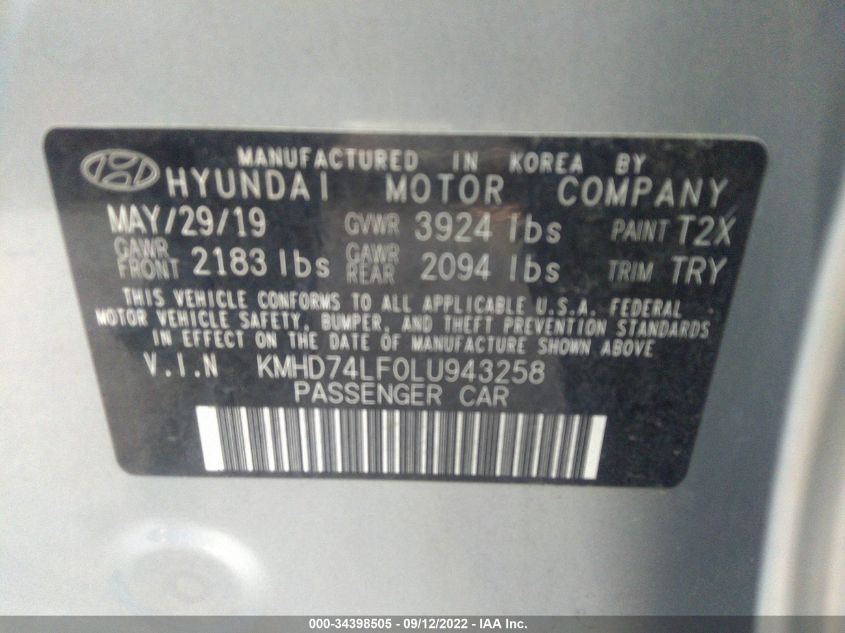 MANUFACTURED IN KOREA BY
HYUNDAI MOTOR COMPANY
MAY/29/19 GVWR 3924 lbs PAINT T2X
GAWR FRONT 2183 lbs GAWR REAR 2094 lbs TRIM TRY
THIS VEHICLE CONFORMS TO ALL APPLICABLE U.S.A. FEDERAL
MOTOR VEHICLE SAFETY, BUMPER, AND THEFT PREVENTION STANDARDS
IN EFFECT ON THE DATE OF MANUFACTURE SHOWN ABOVE
V.I.N KMHD74LF0LU943258
PASSENGER CAR
000-34398505 - 09/12/2022 - IAA Inc.